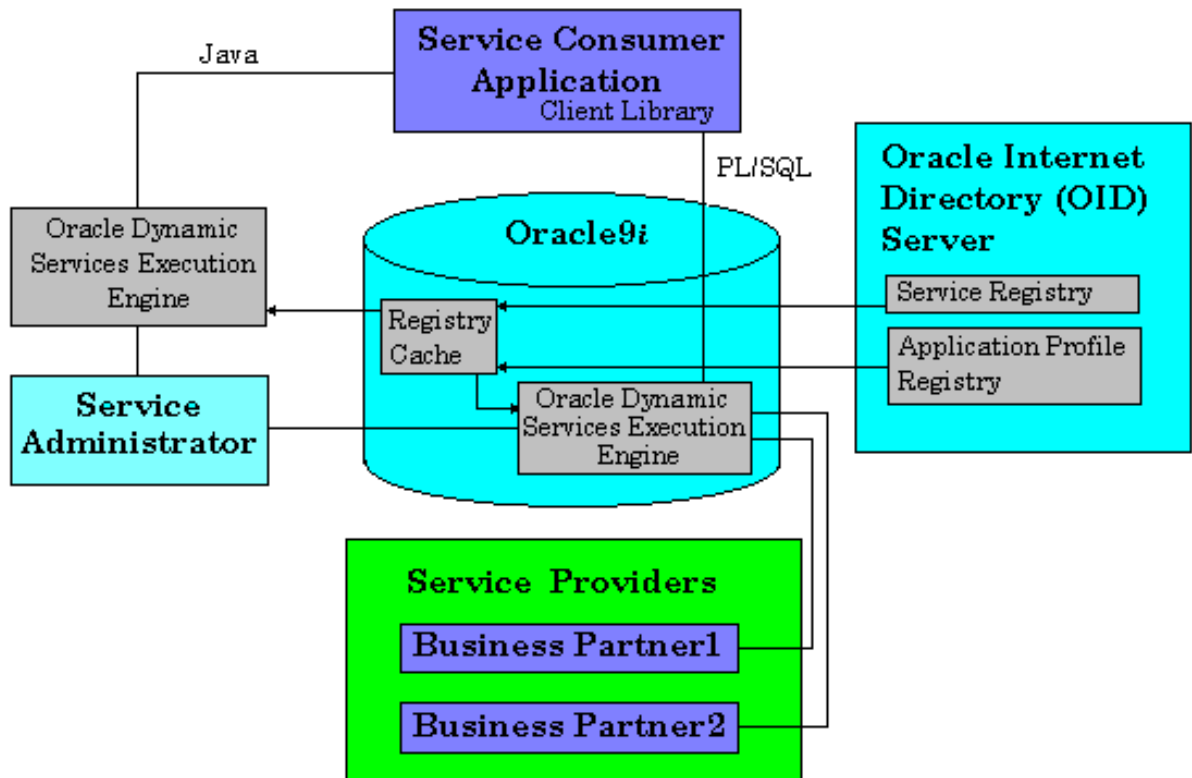 Service Consumer
Application
Client Library
Java
PL/SQL
Oracle Internet
Directory (OID)
Server
Service Registry
Application Profile
Registry
Oracle Dynamic
Services Execution
Engine
Oracle9i
Registry
Cache
Oracle Dynamic
Services Execution
Engine
Service
Administrator
Service Providers
Business Partner1
Business Partner2